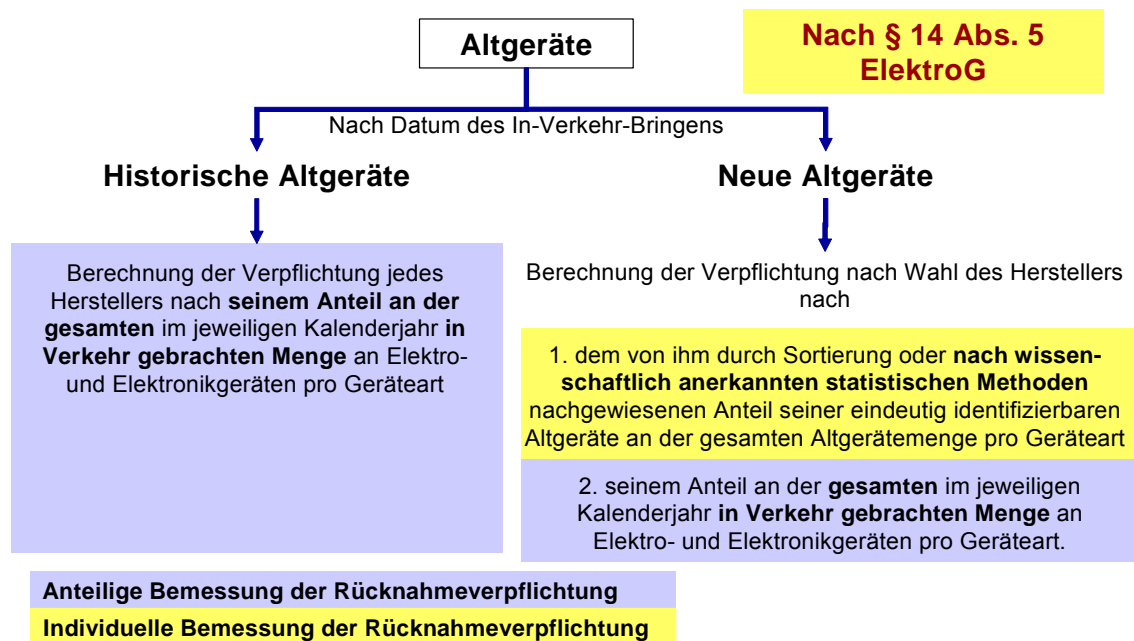 Altgeräte
Nach § 14 Abs. 5
ElektroG
Nach Datum des In-Verkehr-Bringens
Historische Altgeräte
Neue Altgeräte
Berechnung der Verpflichtung jedes
Herstellers nach seinem Anteil an der
gesamten im jeweiligen Kalenderjahr in
Verkehr gebrachten Menge an Elektro-
und Elektronikgeräten pro Geräteart
Berechnung der Verpflichtung nach Wahl des Herstellers
nach
1. dem von ihm durch Sortierung oder nach wissen-
schaftlich anerkannten statistischen Methoden
nachgewiesenen Anteil seiner eindeutig identifizierbaren
Altgeräte an der gesamten Altgerätemenge pro Geräteart
2. seinem Anteil an der gesamten im jeweiligen
Kalenderjahr in Verkehr gebrachten Menge an
Elektro- und Elektronikgeräten pro Geräteart.
Anteilige Bemessung der Rücknahmeverpflichtung
Individuelle Bemessung der Rücknahmeverpflichtung